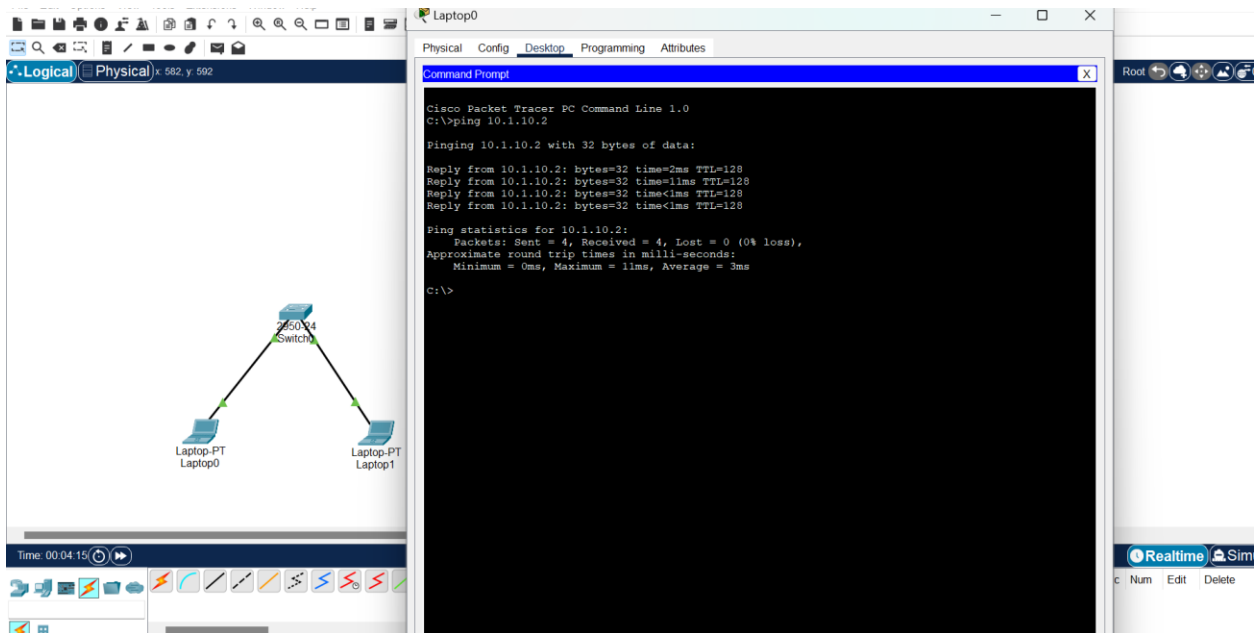 Laptop0
Physical Config Desktop Programming Attributes
Logical Physical x: 582, y: 592
Root
Command Prompt
X
Cisco Packet Tracer PC Command Line 1.0
C:\>ping 10.1.10.2
Pinging 10.1.10.2 with 32 bytes of data:
Reply from 10.1.10.2: bytes=32 time=2ms TTL=128
Reply from 10.1.10.2: bytes=32 time=11ms TTL=128
Reply from 10.1.10.2: bytes=32 time<1ms TTL=128
Reply from 10.1.10.2: bytes=32 time<1ms TTL=128
Ping statistics for 10.1.10.2:
Packets: Sent = 4, Received = 4, Lost = 0 (0% loss),
Approximate round trip times in milli-seconds:
Minimum = 0ms, Maximum = 11ms, Average = 3ms
C:\>
2950-24
Switch0
Laptop-PT
Laptop0
Laptop-PT
Laptop1
Time: 00:04:15
Realtime Sim
c Num Edit Delete